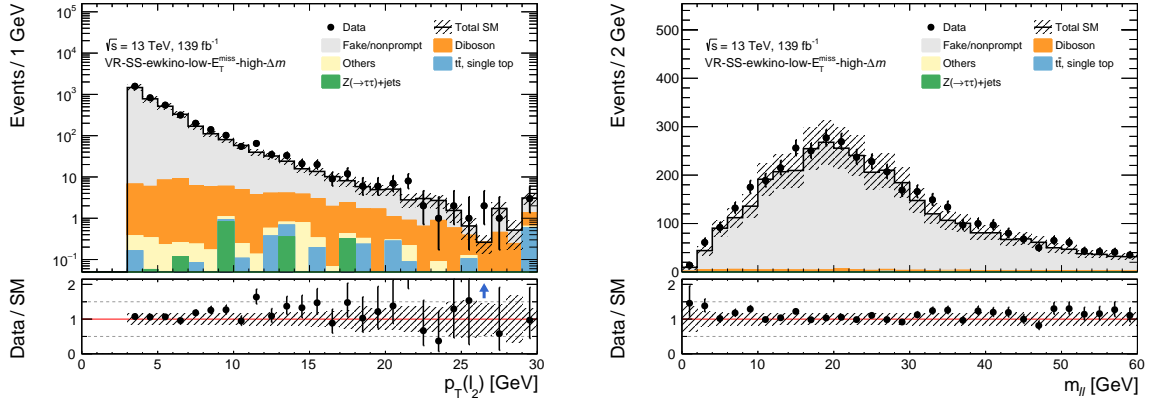 Events / 1 GeV
10⁵
10⁴
10³
10²
10
1
10⁻¹
√s = 13 TeV, 139 fb⁻¹
VR-SS-ewkino-low-E_T^miss-high-Δm
Data
Total SM
Fake/nonprompt
Diboson
Others
tt̄, single top
Z(→ττ)+jets
Data / SM
2
1
0
0 5 10 15 20 25 30
p_T(l_2) [GeV]
Events / 2 GeV
500
400
300
200
100
0
√s = 13 TeV, 139 fb⁻¹
VR-SS-ewkino-low-E_T^miss-high-Δm
Data
Total SM
Fake/nonprompt
Diboson
Others
tt̄, single top
Z(→ττ)+jets
Data / SM
2
1
0
0 10 20 30 40 50 60
m_ll [GeV]